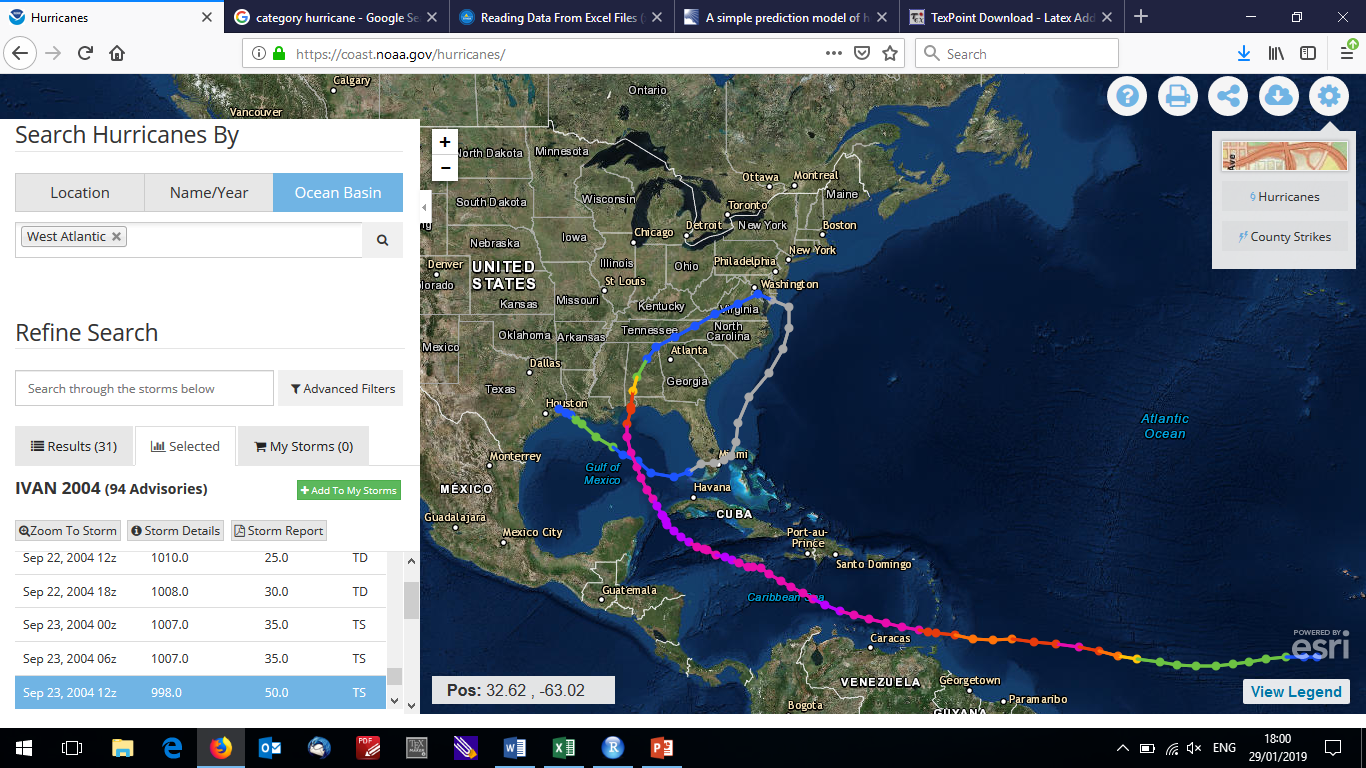 Hurricanes
category hurricane - Google Se
Reading Data From Excel Files (
A simple prediction model of h
TexPoint Download - Latex Add
https://coast.noaa.gov/hurricanes/
Search
Search Hurricanes By
Location
Name/Year
Ocean Basin
West Atlantic
Refine Search
Search through the storms below
Advanced Filters
Results (31)
Selected
My Storms (0)
IVAN 2004 (94 Advisories)
Add To My Storms
Zoom To Storm
Storm Details
Storm Report
Sep 22, 2004 12z 1010.0 25.0 TD
Sep 22, 2004 18z 1008.0 30.0 TD
Sep 23, 2004 00z 1007.0 35.0 TS
Sep 23, 2004 06z 1007.0 35.0 TS
Sep 23, 2004 12z 998.0 50.0 TS
+
−
Calgary
Vancouver
Ontario
North Dakota
Minnesota
Ottawa
Montreal
Maine
South Dakota
Wisconsin
Toronto
Detroit
New York
Boston
Chicago
Iowa
Nebraska
New York
Philadelphia
Illinois
Ohio
Denver
UNITED
STATES
St Louis
Washington
Colorado
Kansas
Missouri
Kentucky
Virginia
Tennessee
North
Carolina
Oklahoma
Arkansas
Mexico
Atlanta
Dallas
Georgia
Texas
Houston
Monterrey
Gulf of
Mexico
Miami
MÉXICO
Havana
CUBA
Guadalajara
Mexico City
Port-au-
Prince
Santo Domingo
Guatemala
Caribbean Sea
Caracas
VENEZUELA
Georgetown
Paramaribo
Bogota
GUYANA
Atlantic
Ocean
Ave
Hurricanes
County Strikes
POWERED BY
esri
Pos: 32.62 , -63.02
View Legend
PDF
TEX
MAKER
ENG
18:00
29/01/2019